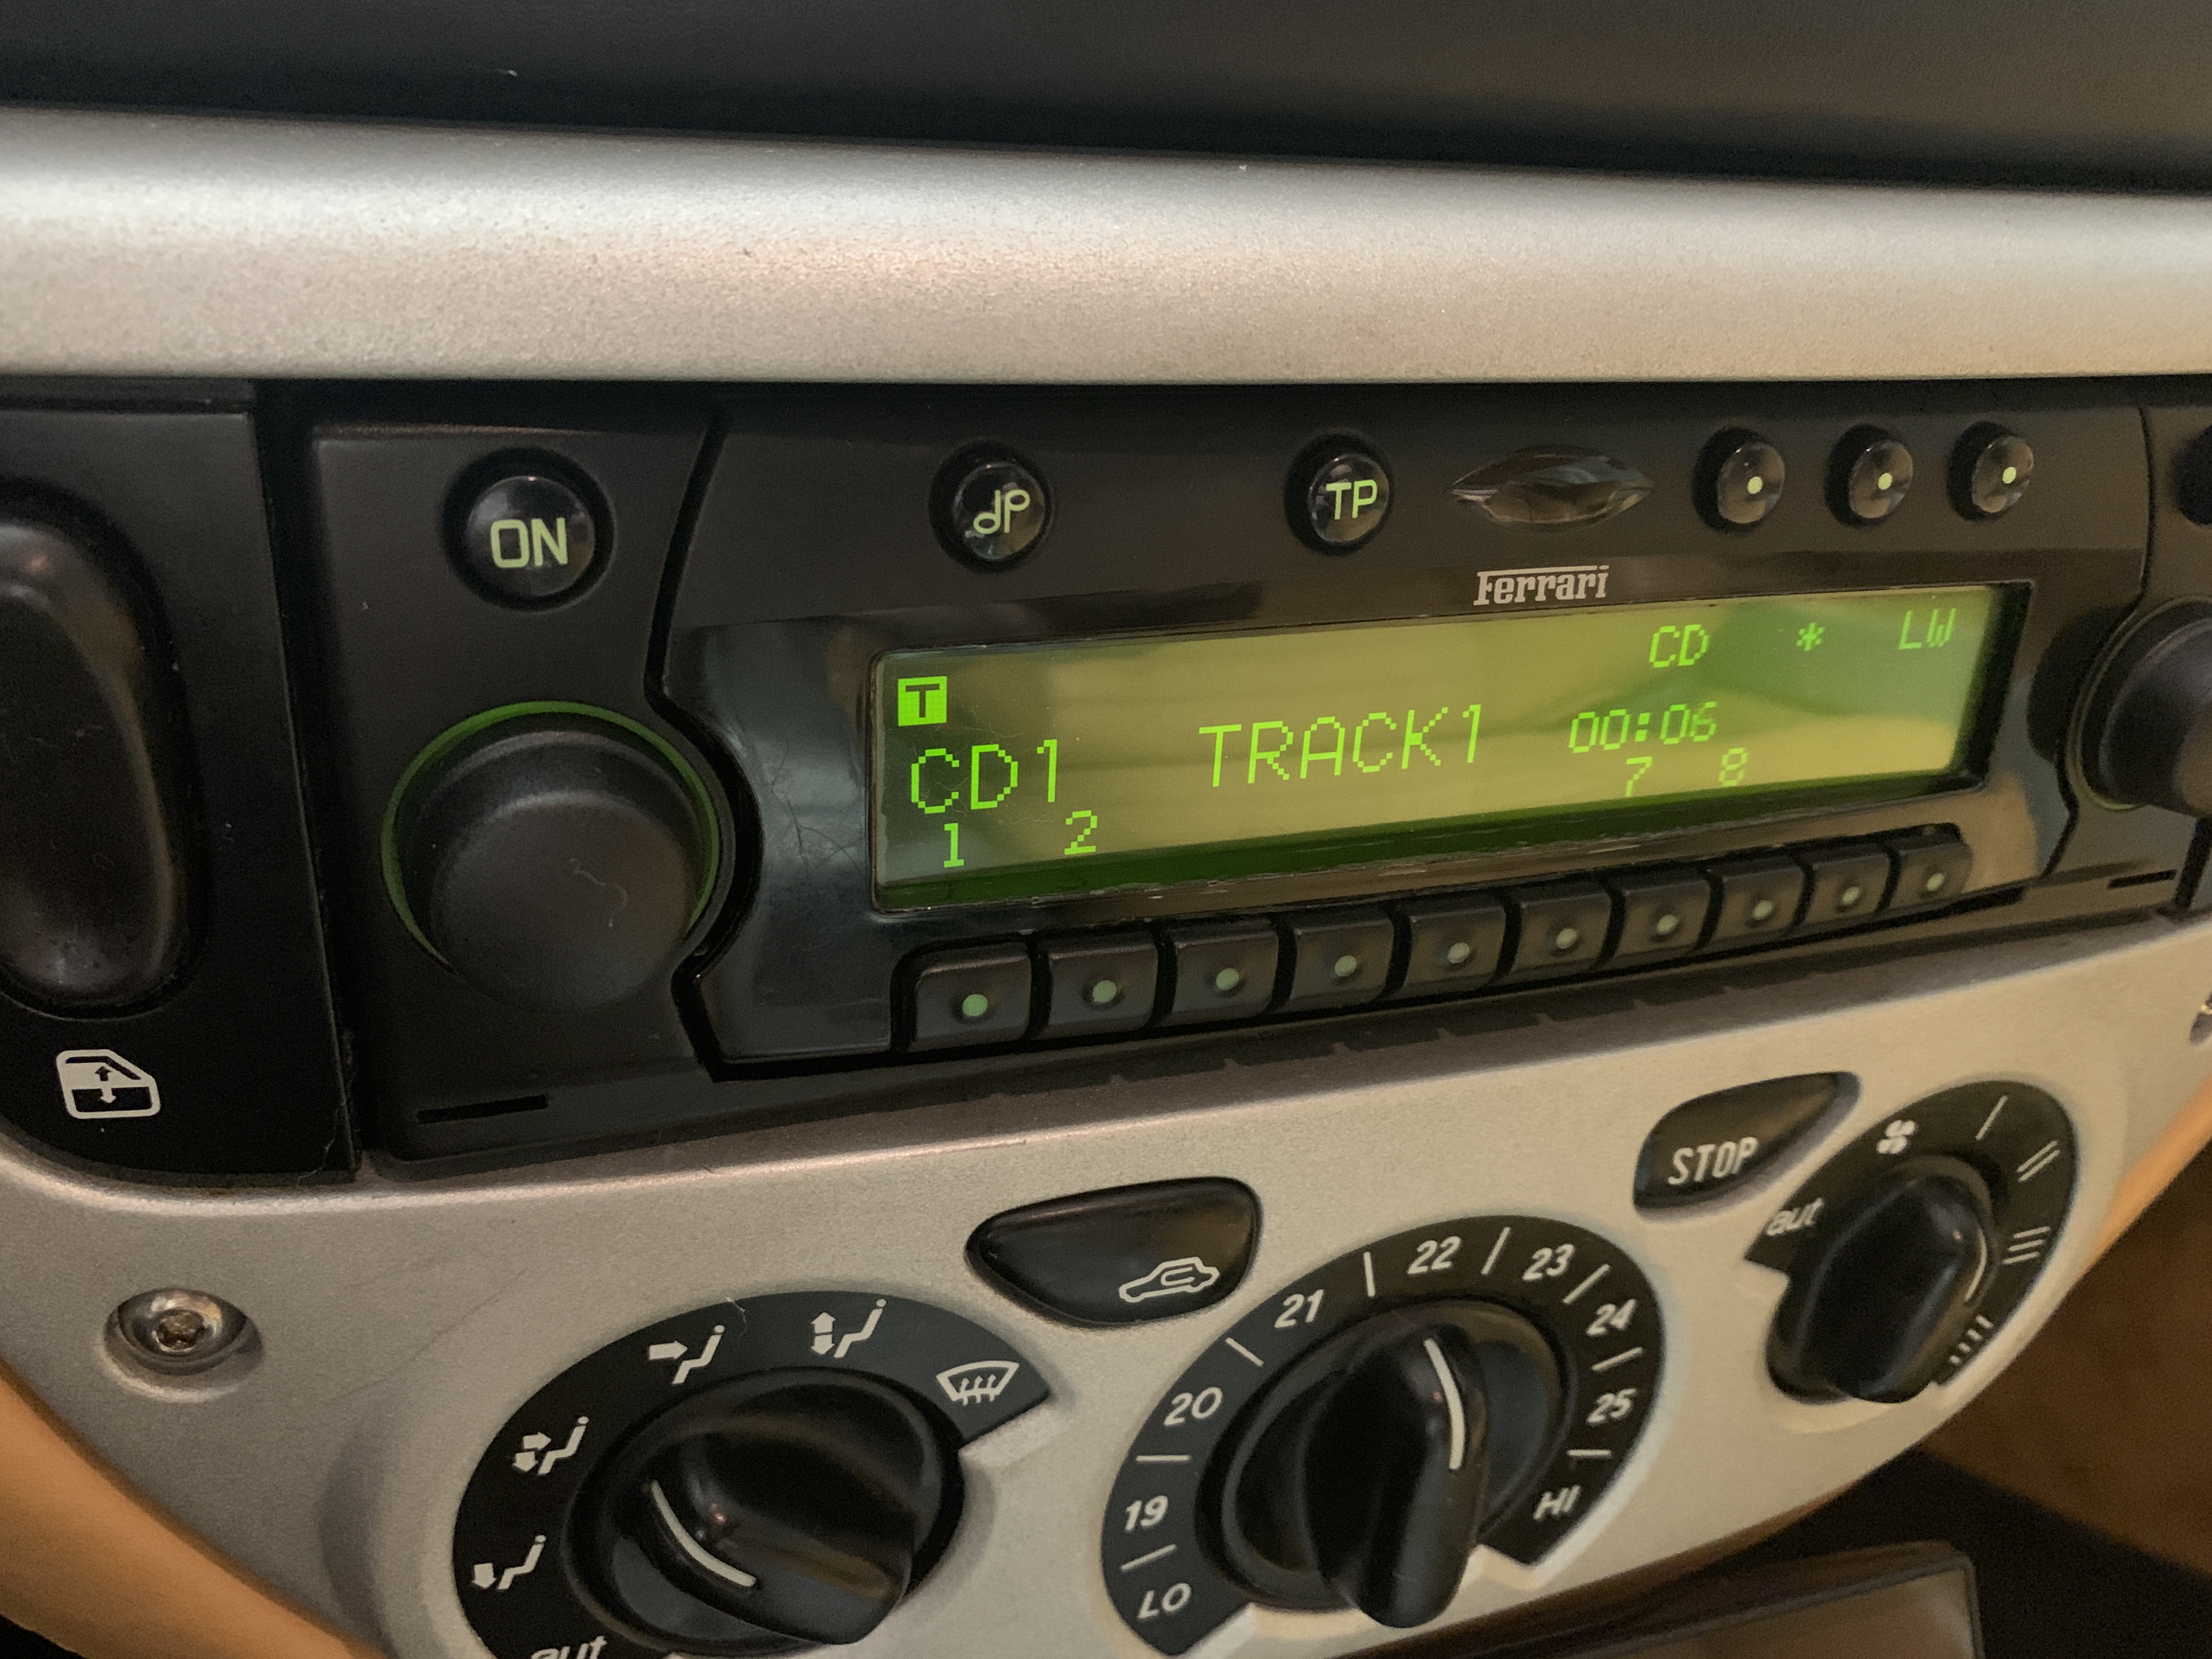 ON
TP
Ferrari
CD * LW
T
CD1 TRACK1 00:06
1 2 7 8
STOP
aut
LO 19 20 21 22 23 24 25 HI
aut